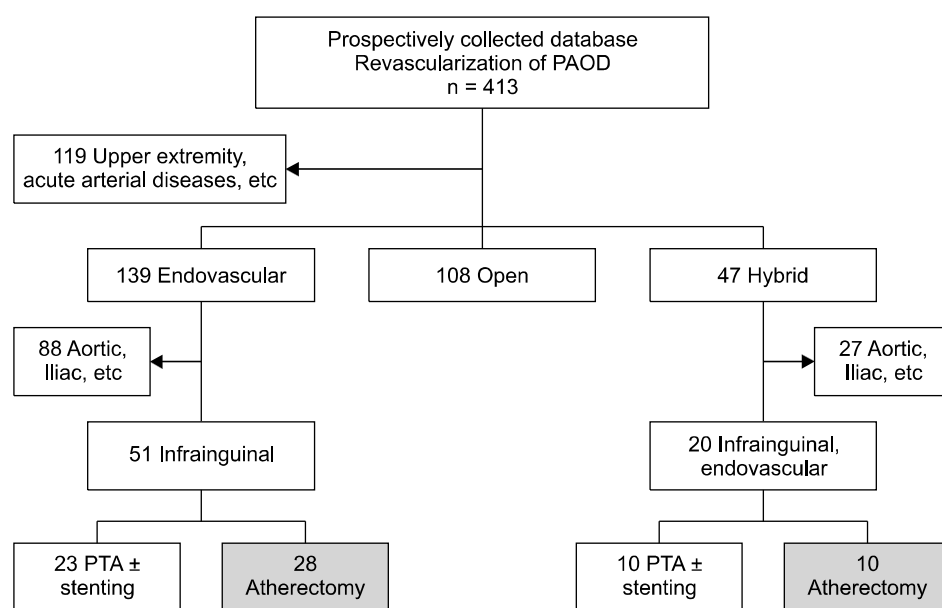 Prospectively collected database
Revascularization of PAOD
n = 413
119 Upper extremity,
acute arterial diseases, etc
139 Endovascular
108 Open
47 Hybrid
88 Aortic,
Iliac, etc
27 Aortic,
Iliac, etc
51 Infrainguinal
20 Infrainguinal,
endovascular
23 PTA ±
stenting
28
Atherectomy
10 PTA ±
stenting
10
Atherectomy